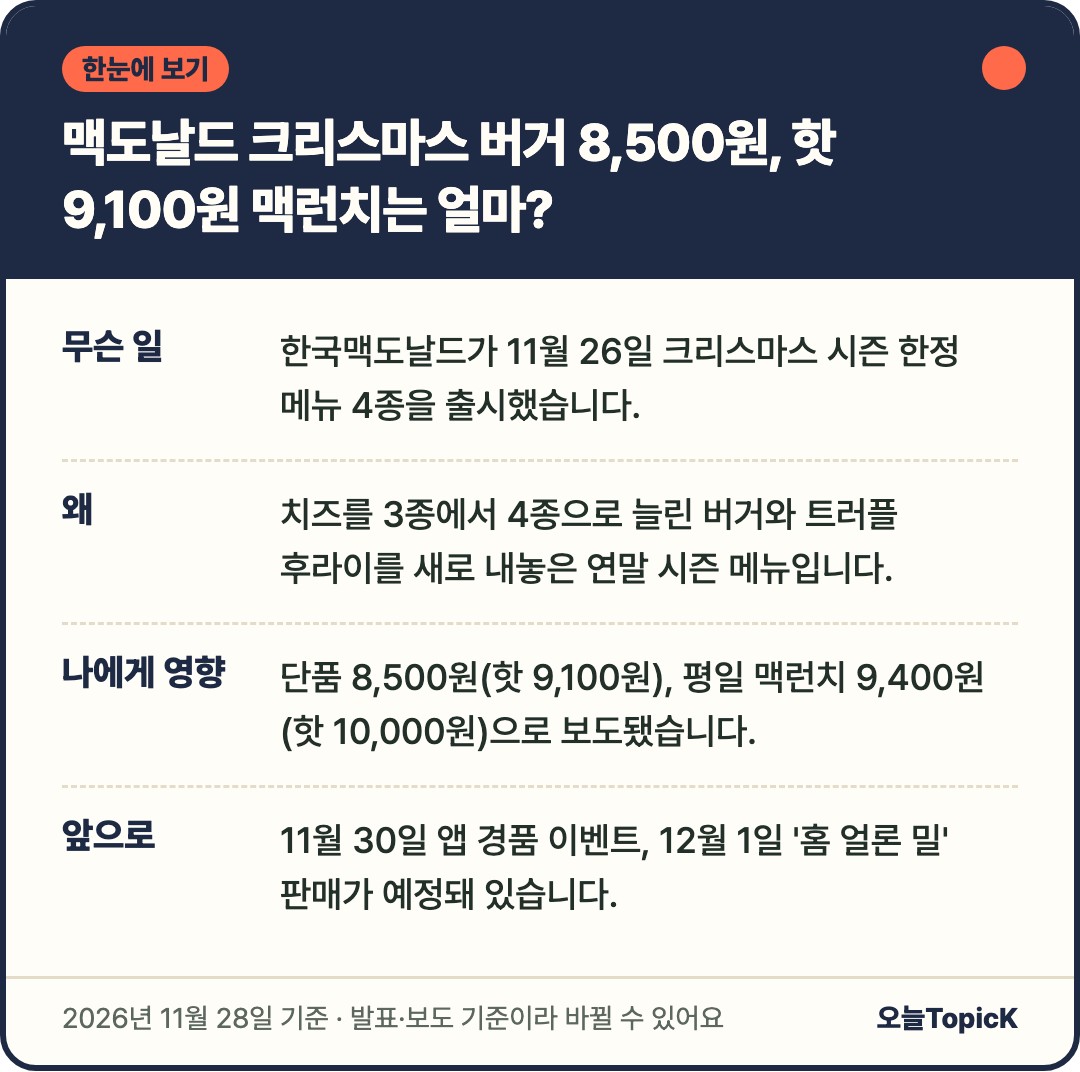 한눈에 보기
맥도날드 크리스마스 버거 8,500원, 핫
9,100원 맥런치는 얼마?
무슨 일
한국맥도날드가 11월 26일 크리스마스 시즌 한정
메뉴 4종을 출시했습니다.
왜
치즈를 3종에서 4종으로 늘린 버거와 트러플
후라이를 새로 내놓은 연말 시즌 메뉴입니다.
나에게 영향
단품 8,500원(핫 9,100원), 평일 맥런치 9,400원
(핫 10,000원)으로 보도됐습니다.
앞으로
11월 30일 앱 경품 이벤트, 12월 1일 '홈 얼론 밀'
판매가 예정돼 있습니다.
2026년 11월 28일 기준 · 발표·보도 기준이라 바뀔 수 있어요
오늘TopicK